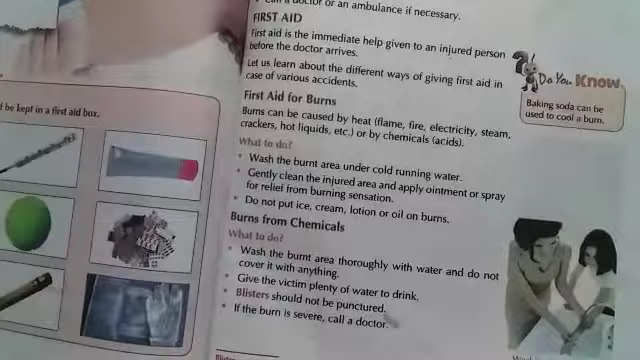 d be kept in a first aid box.
a doctor or an ambulance if necessary.
FIRST AID
First aid is the immediate help given to an injured person
before the doctor arrives.
Let us learn about the different ways of giving first aid in
case of various accidents.
First Aid for Burns
Burns can be caused by heat (flame, fire, electricity, steam,
crackers, hot liquids, etc.) or by chemicals (acids).
What to do?
• Wash the burnt area under cold running water.
• Gently clean the injured area and apply ointment or spray
for relief from burning sensation.
• Do not put ice, cream, lotion or oil on burns.
Burns from Chemicals
What to do?
• Wash the burnt area thoroughly with water and do not
cover it with anything.
• Give the victim plenty of water to drink.
• Blisters should not be punctured.
• If the burn is severe, call a doctor.
Do You Know
Baking soda can be
used to cool a burn.